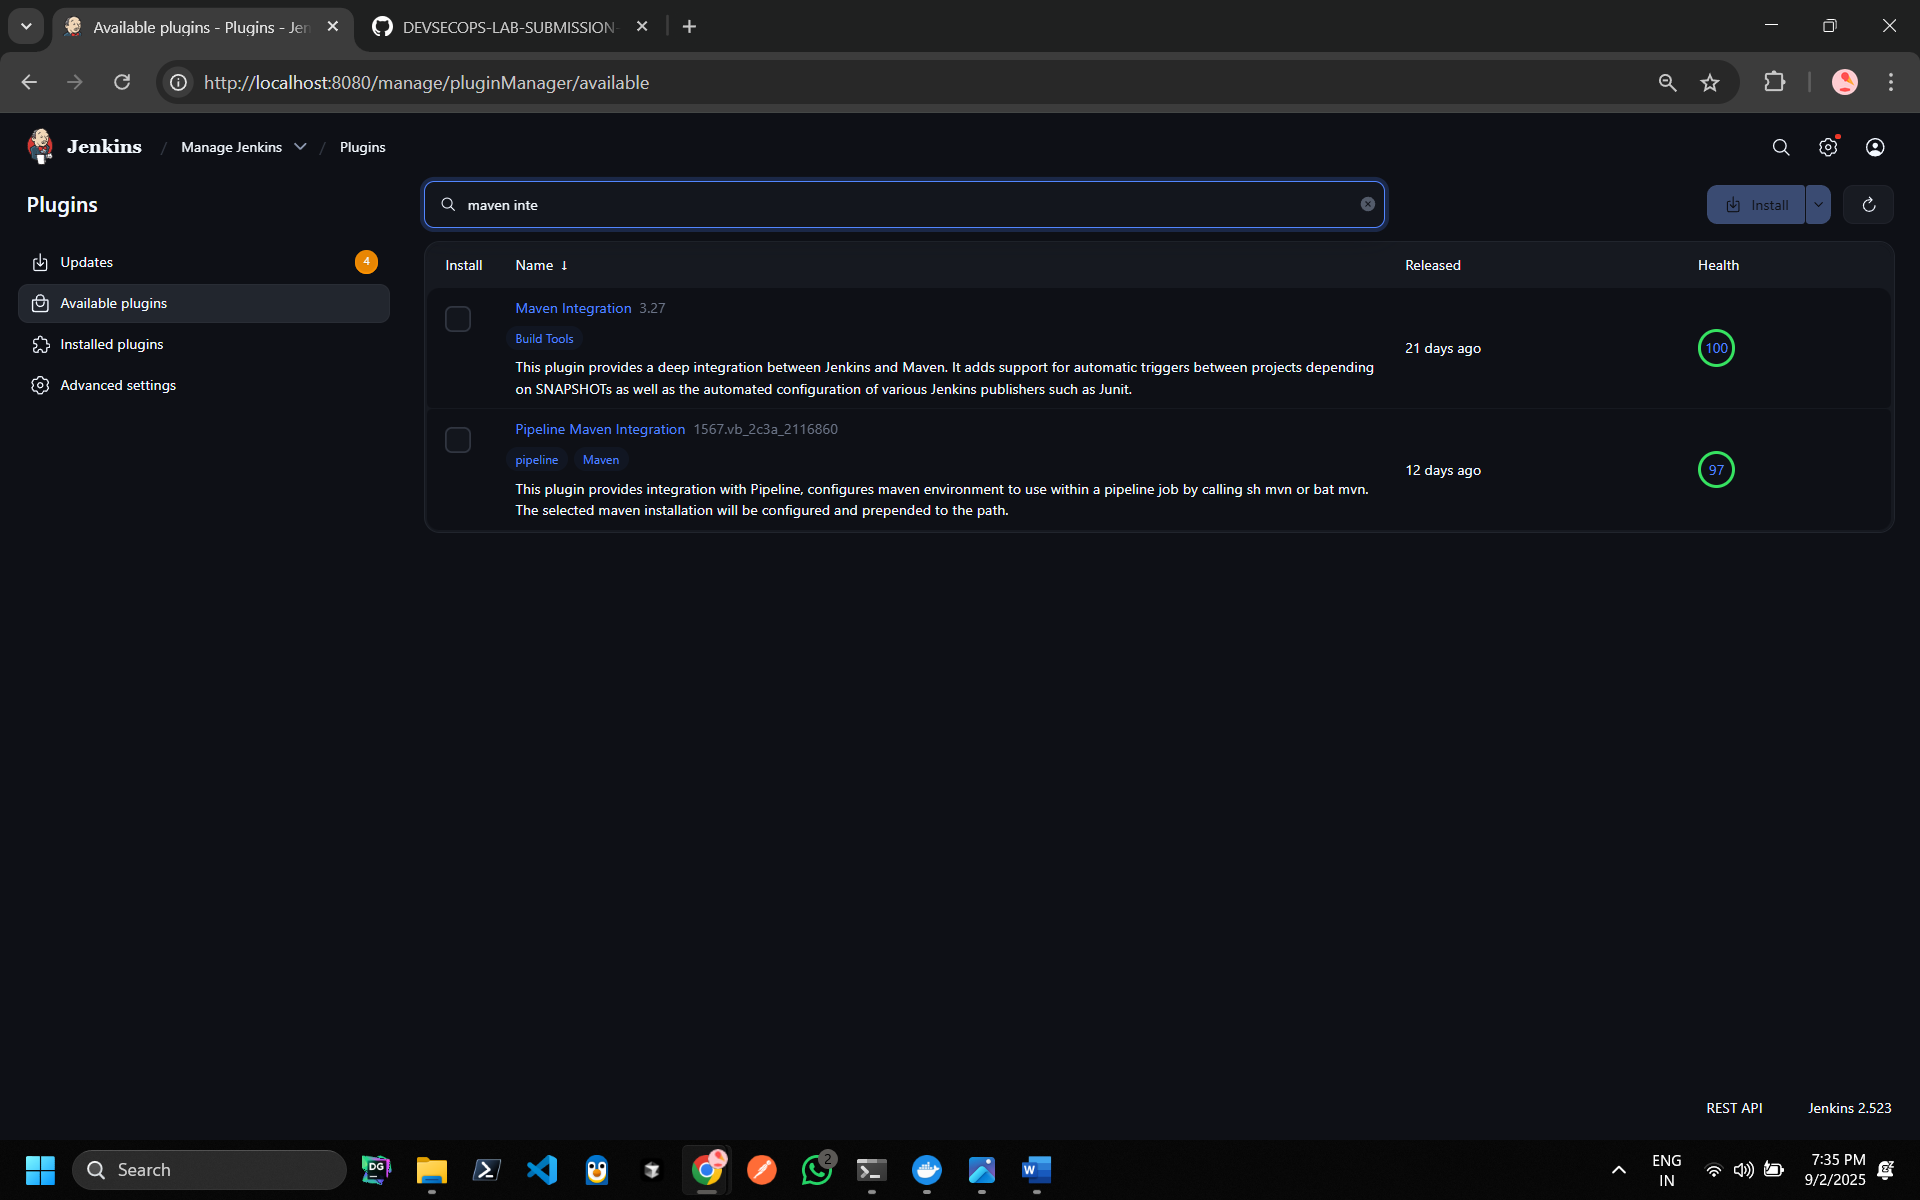 Available plugins - Plugins - Jen
DEVSECOPS-LAB-SUBMISSION-
http://localhost:8080/manage/pluginManager/available
Jenkins / Manage Jenkins / Plugins
Plugins
maven inte
Install
Updates 4
Available plugins
Installed plugins
Advanced settings
Install Name ↓ Released Health
Maven Integration 3.27
Build Tools
This plugin provides a deep integration between Jenkins and Maven. It adds support for automatic triggers between projects depending
on SNAPSHOTs as well as the automated configuration of various Jenkins publishers such as Junit.
21 days ago
100
Pipeline Maven Integration 1567.vb_2c3a_2116860
pipeline Maven
This plugin provides integration with Pipeline, configures maven environment to use within a pipeline job by calling sh mvn or bat mvn.
The selected maven installation will be configured and prepended to the path.
12 days ago
97
REST API Jenkins 2.523
Search
DG
2
W
ENG
IN
7:35 PM
9/2/2025